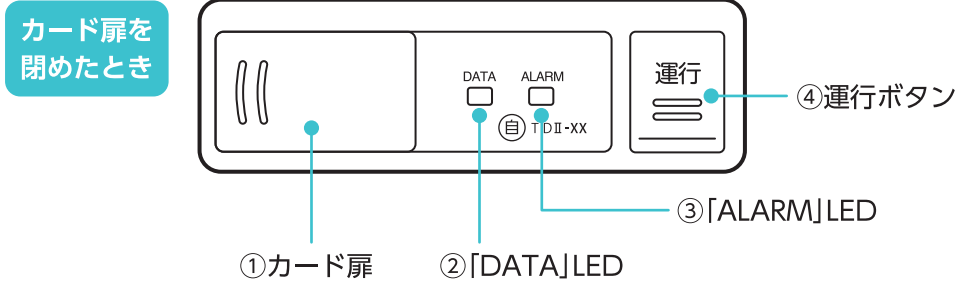 カード扉を
閉めたとき
DATA
ALARM
自 TDⅡ-XX
運行
④運行ボタン
③「ALARM」LED
①カード扉
②「DATA」LED